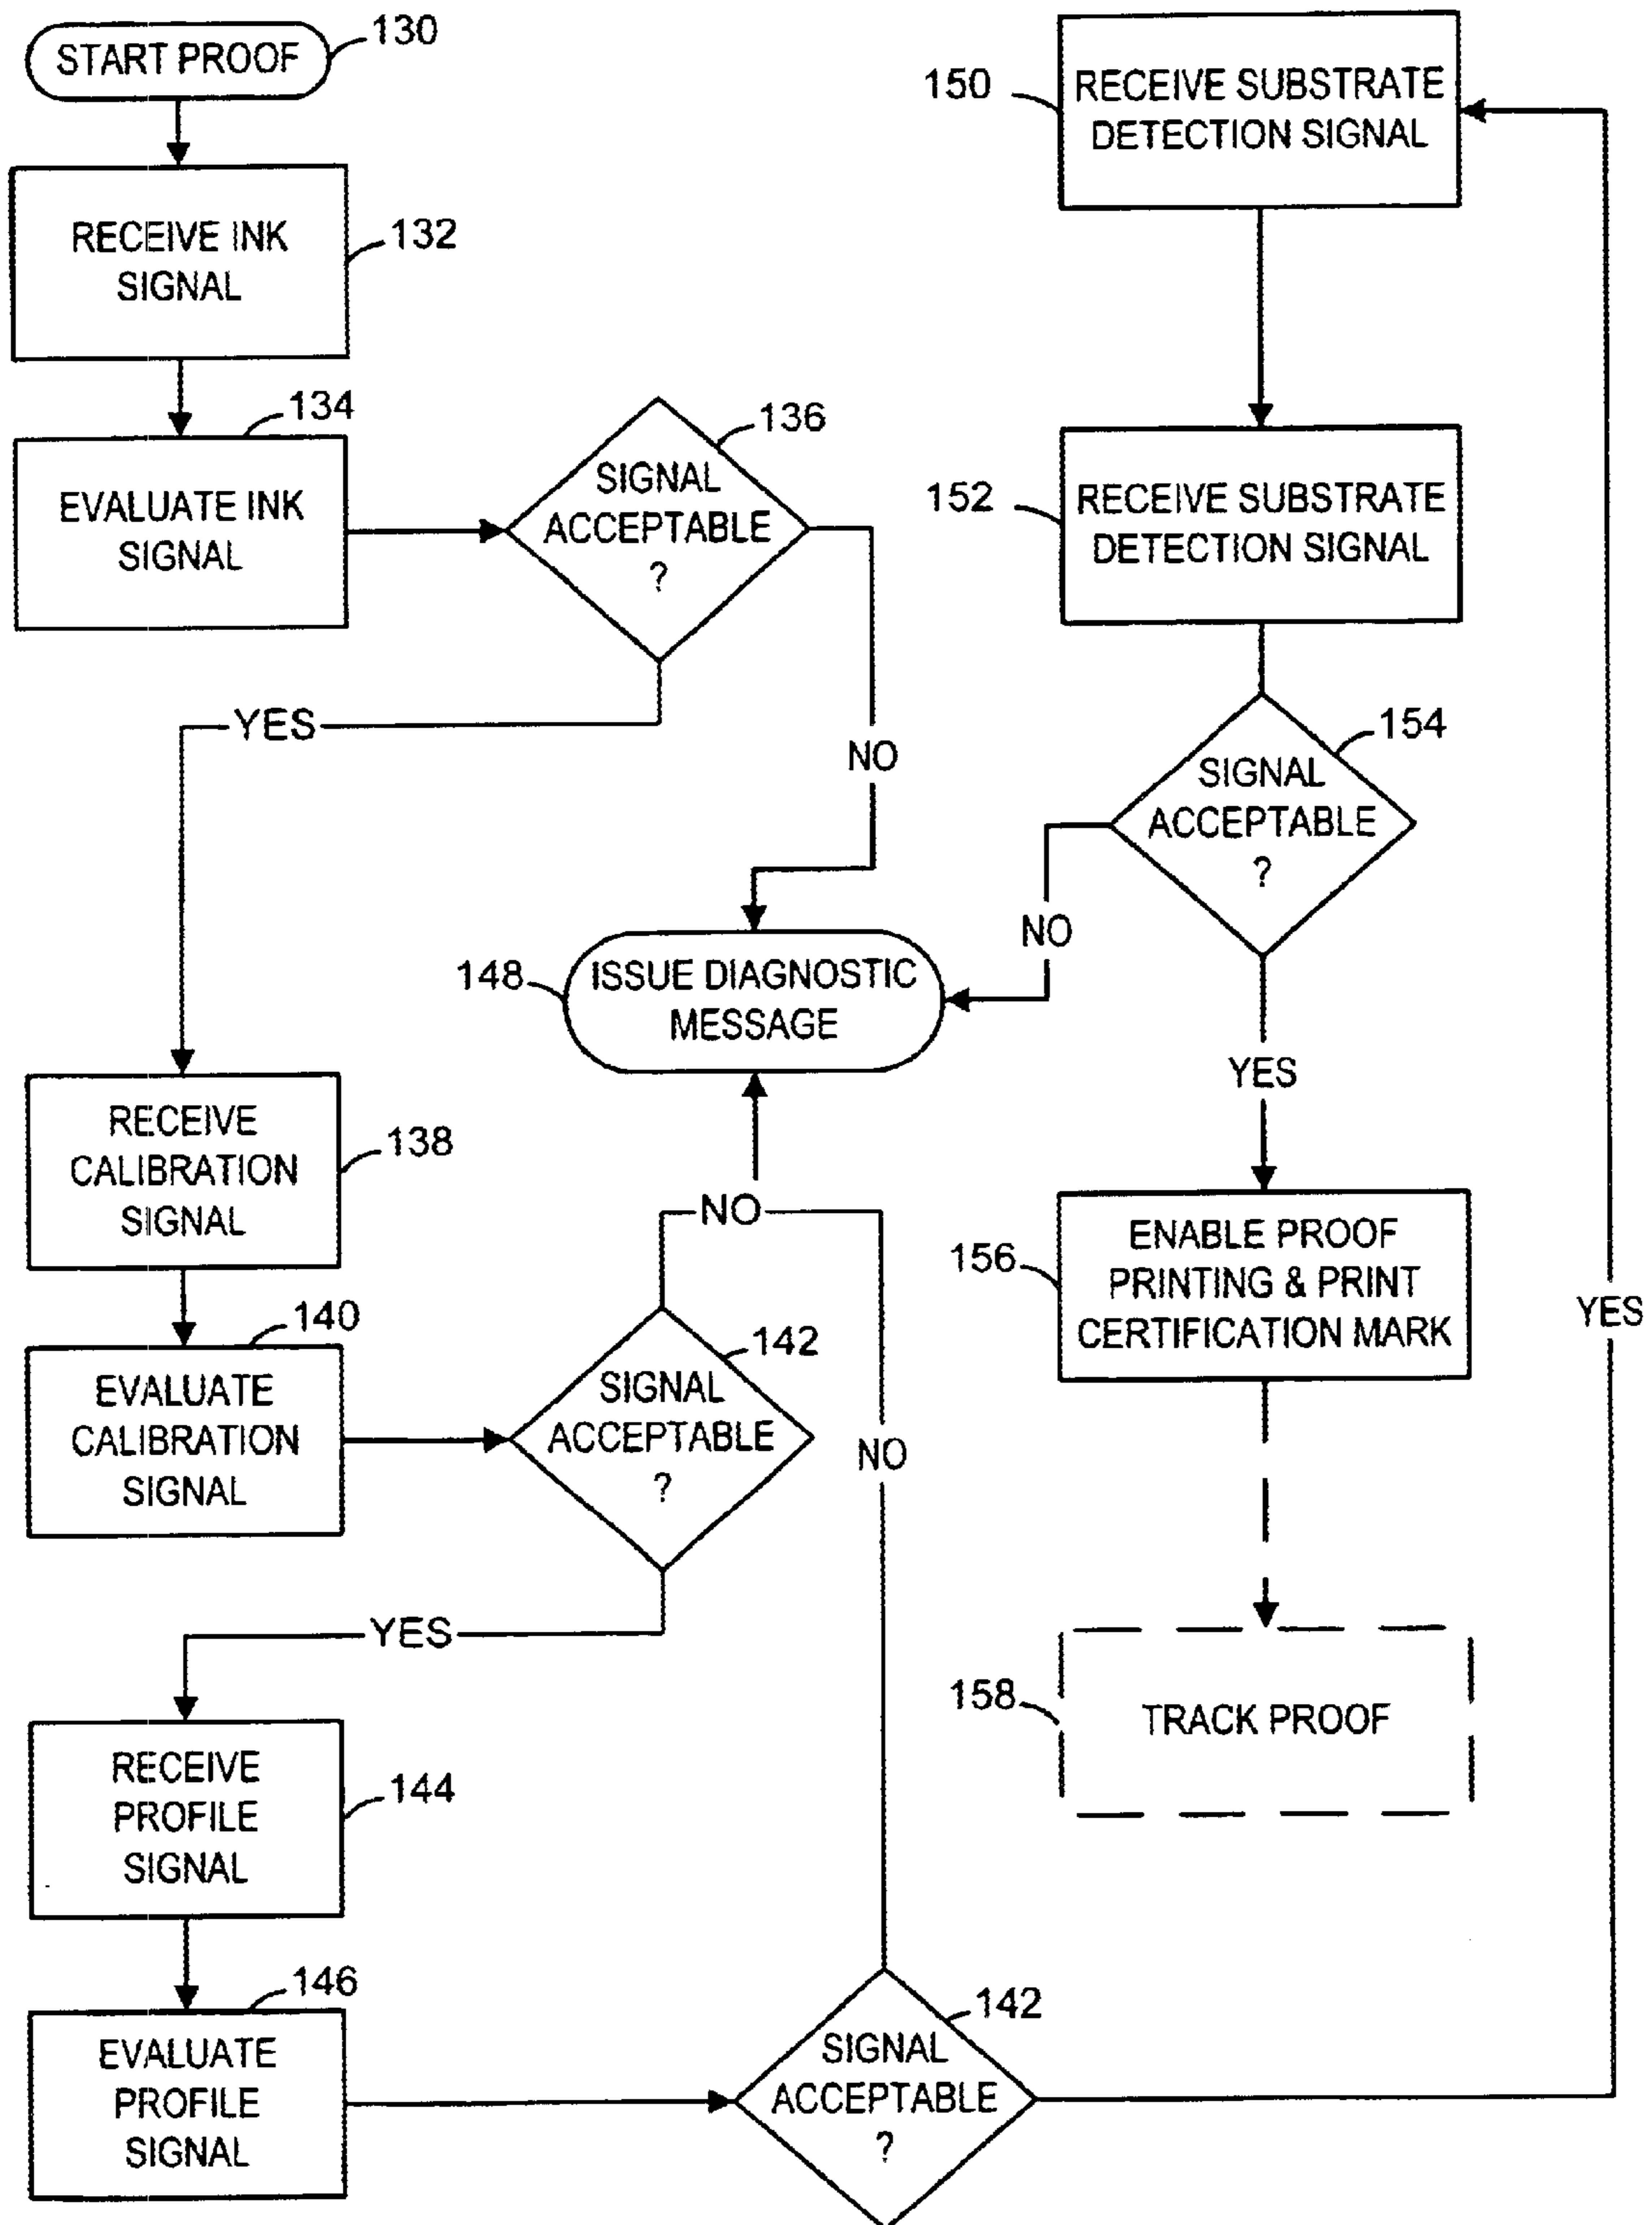 START PROOF
130
RECEIVE INK
SIGNAL
132
134
EVALUATE INK
SIGNAL
136
SIGNAL
ACCEPTABLE
?
YES
NO
148
ISSUE DIAGNOSTIC
MESSAGE
RECEIVE
CALIBRATION
SIGNAL
138
140
EVALUATE
CALIBRATION
SIGNAL
142
SIGNAL
ACCEPTABLE
?
NO
NO
YES
RECEIVE
PROFILE
SIGNAL
144
146
EVALUATE
PROFILE
SIGNAL
142
SIGNAL
ACCEPTABLE
?
YES
150
RECEIVE SUBSTRATE
DETECTION SIGNAL
152
RECEIVE SUBSTRATE
DETECTION SIGNAL
154
SIGNAL
ACCEPTABLE
?
NO
YES
156
ENABLE PROOF
PRINTING & PRINT
CERTIFICATION MARK
158
TRACK PROOF